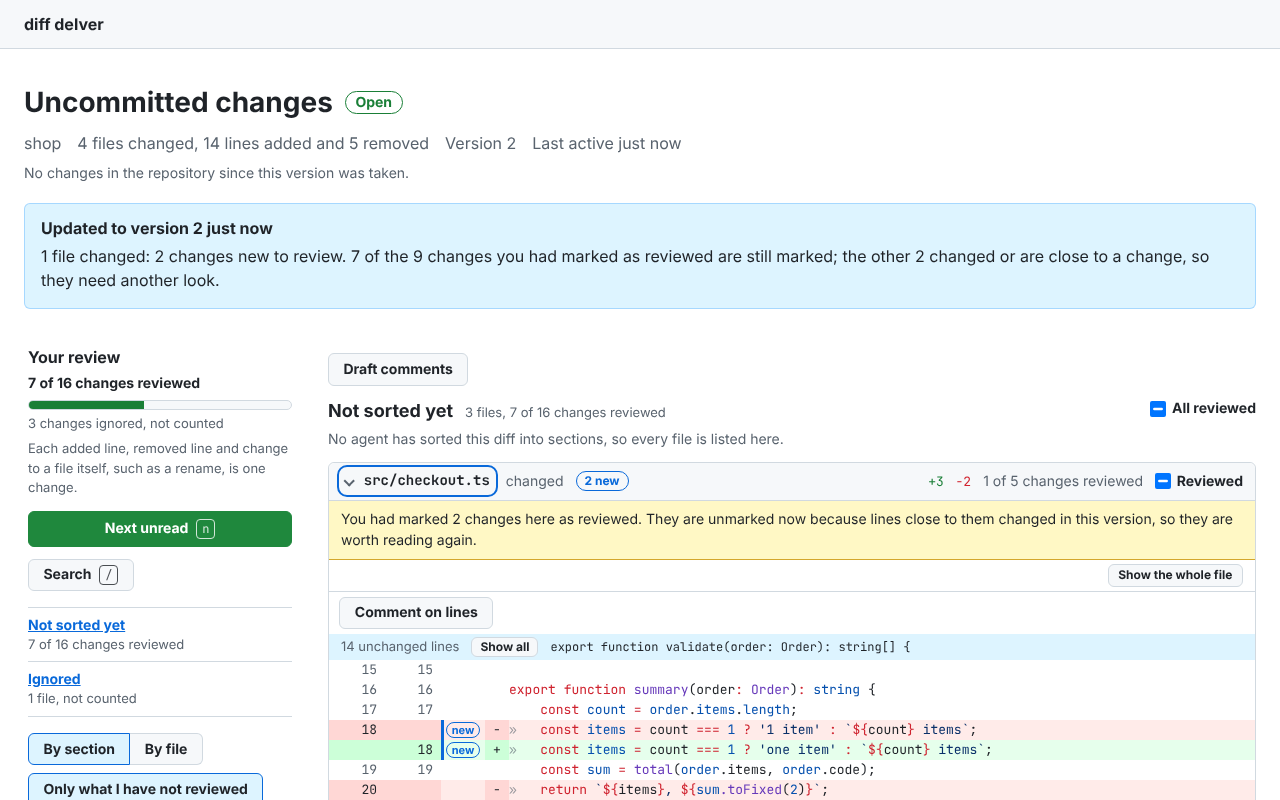 diff delver
Uncommitted changes Open
shop 4 files changed, 14 lines added and 5 removed Version 2 Last active just now
No changes in the repository since this version was taken.
Updated to version 2 just now
1 file changed: 2 changes new to review. 7 of the 9 changes you had marked as reviewed are still marked; the other 2 changed or are close to a change, so
they need another look.
Your review
7 of 16 changes reviewed
3 changes ignored, not counted
Each added line, removed line and change
to a file itself, such as a rename, is one
change.
Next unread n
Search /
Not sorted yet
7 of 16 changes reviewed
Ignored
1 file, not counted
By section By file
Only what I have not reviewed
Draft comments
Not sorted yet 3 files, 7 of 16 changes reviewed All reviewed
No agent has sorted this diff into sections, so every file is listed here.
src/checkout.ts changed 2 new +3 -2 1 of 5 changes reviewed Reviewed
You had marked 2 changes here as reviewed. They are unmarked now because lines close to them changed in this version, so they are
worth reading again.
Show the whole file
Comment on lines
14 unchanged lines Show all export function validate(order: Order): string[] {
15 15
16 16 export function summary(order: Order): string {
17 17 const count = order.items.length;
18 new - » const items = count === 1 ? '1 item' : `${count} items`;
18 new + » const items = count === 1 ? 'one item' : `${count} items`;
19 19 const sum = total(order.items, order.code);
20 - » return `${items}, ${sum.toFixed(2)}`;